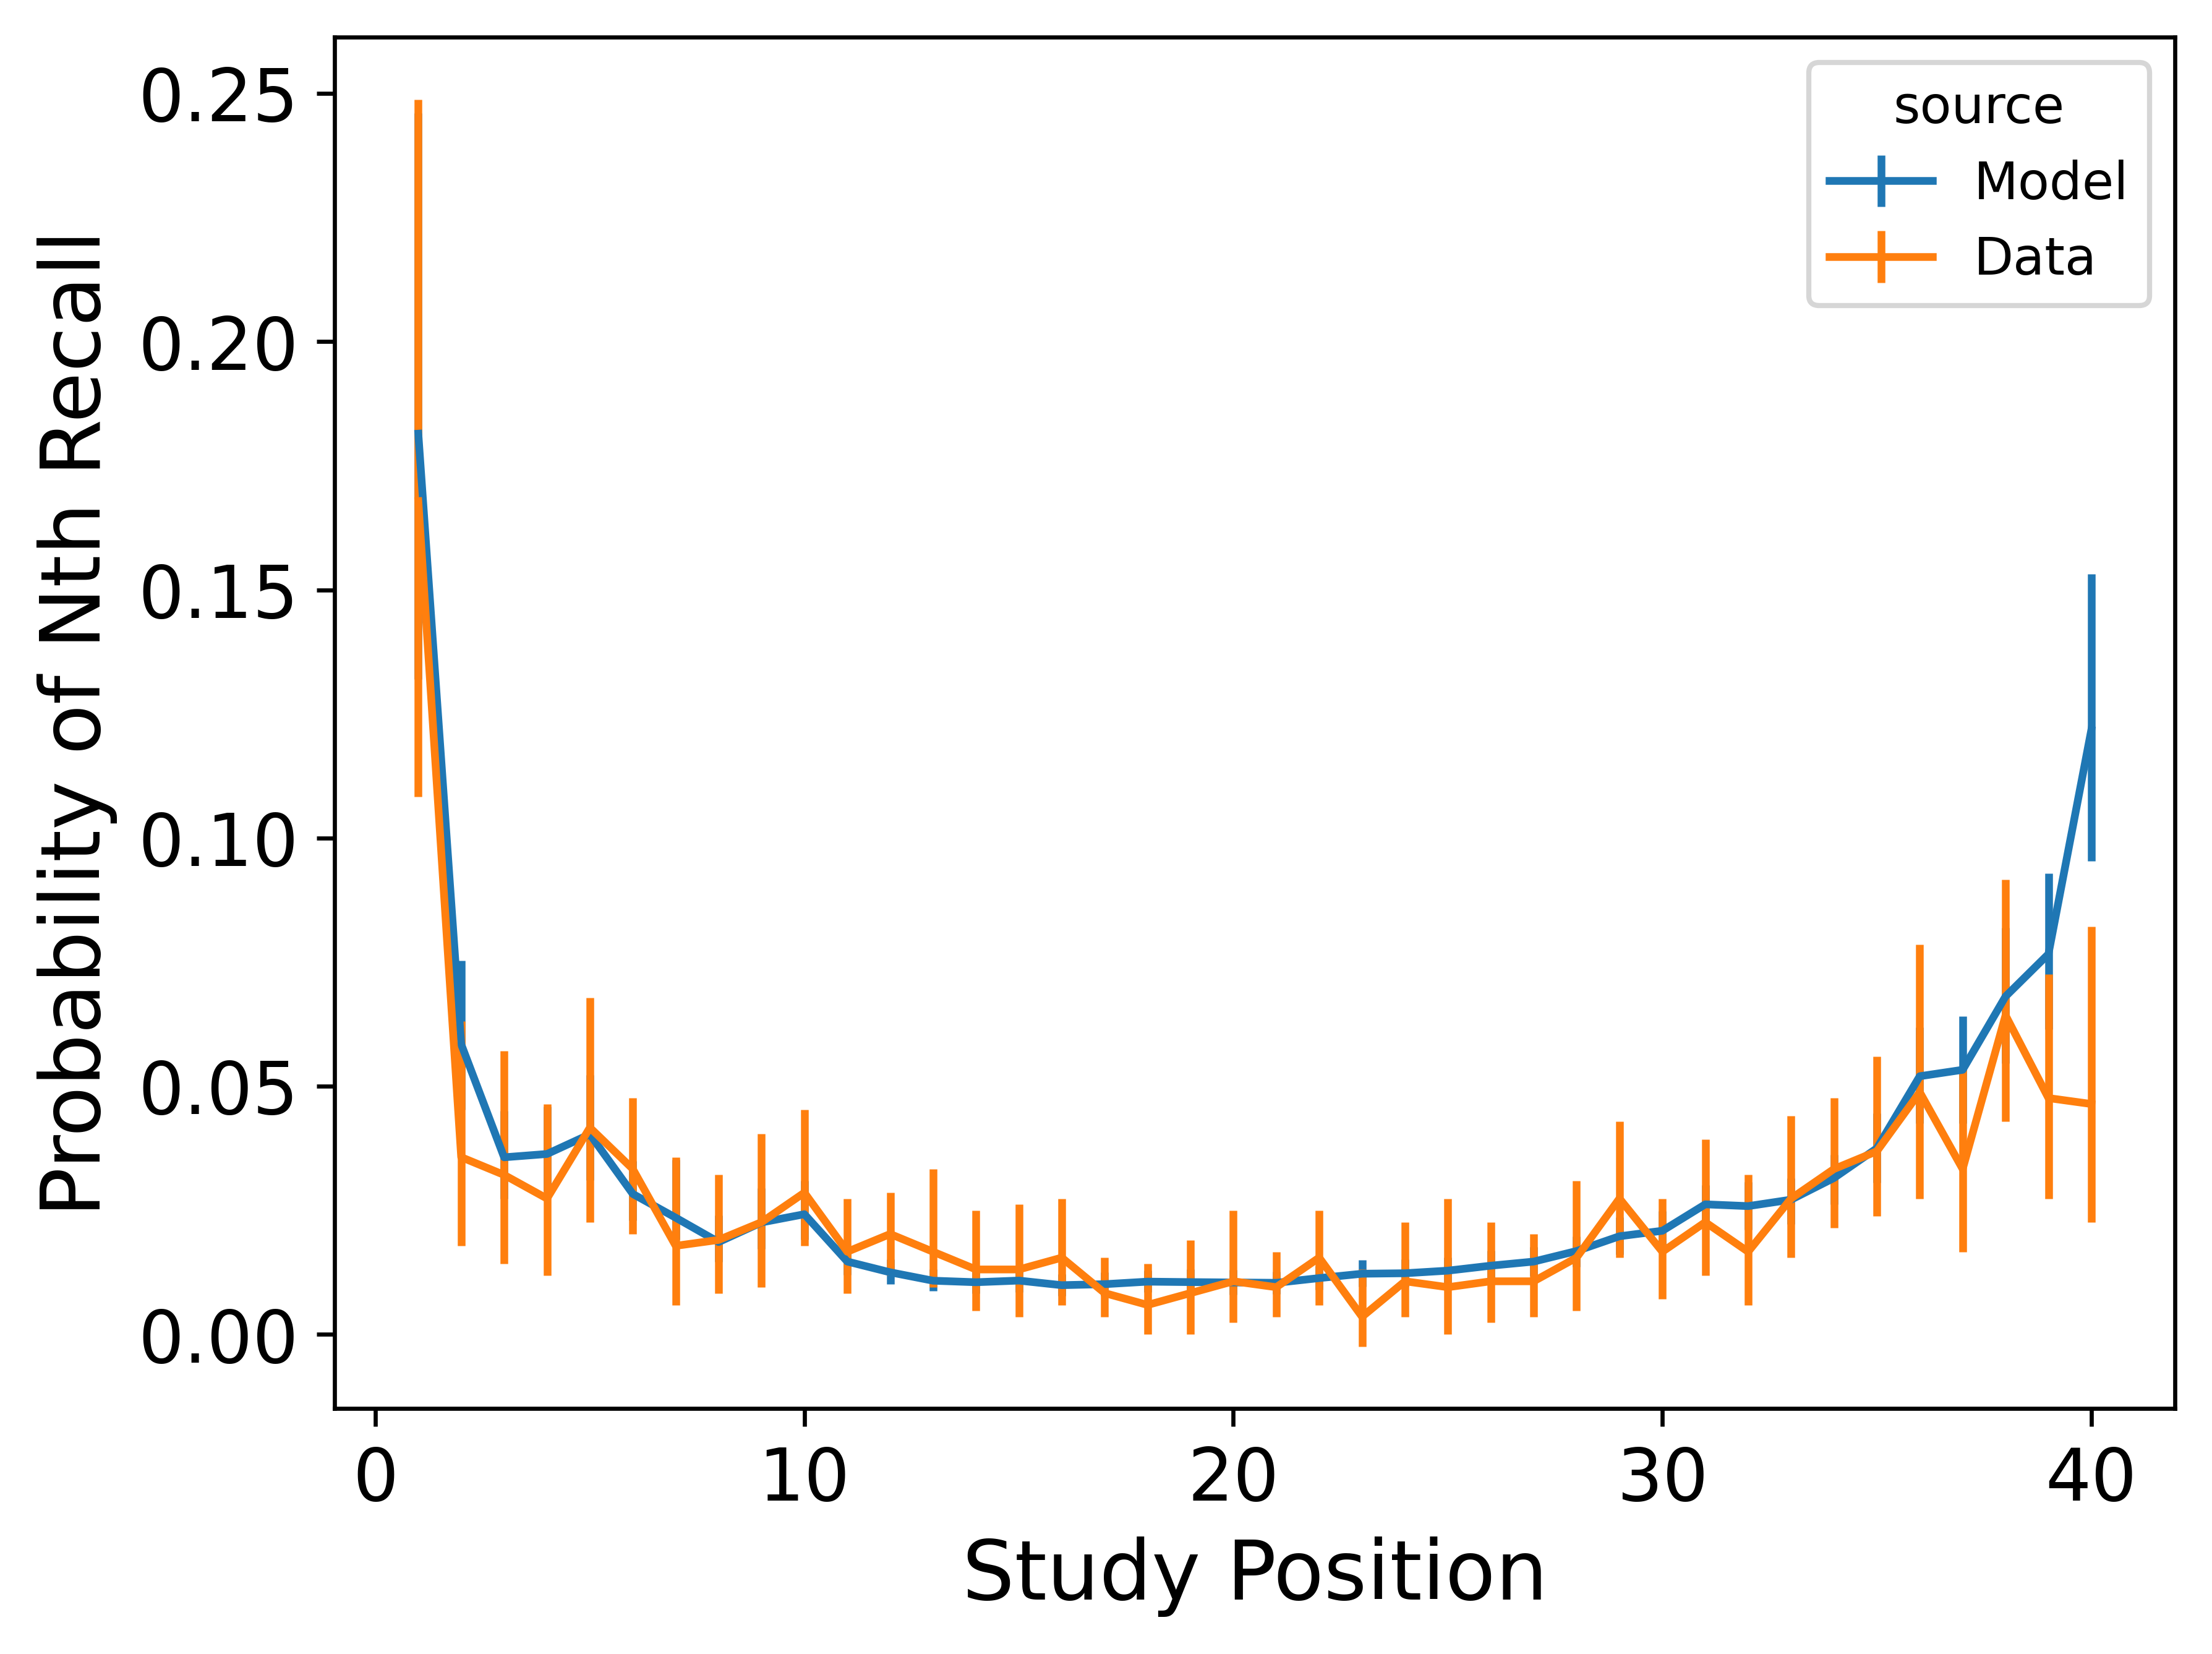 0.25
0.20
0.15
0.10
0.05
0.00
Probability of Nth Recall
source
Model
Data
0 10 20 30 40
Study Position